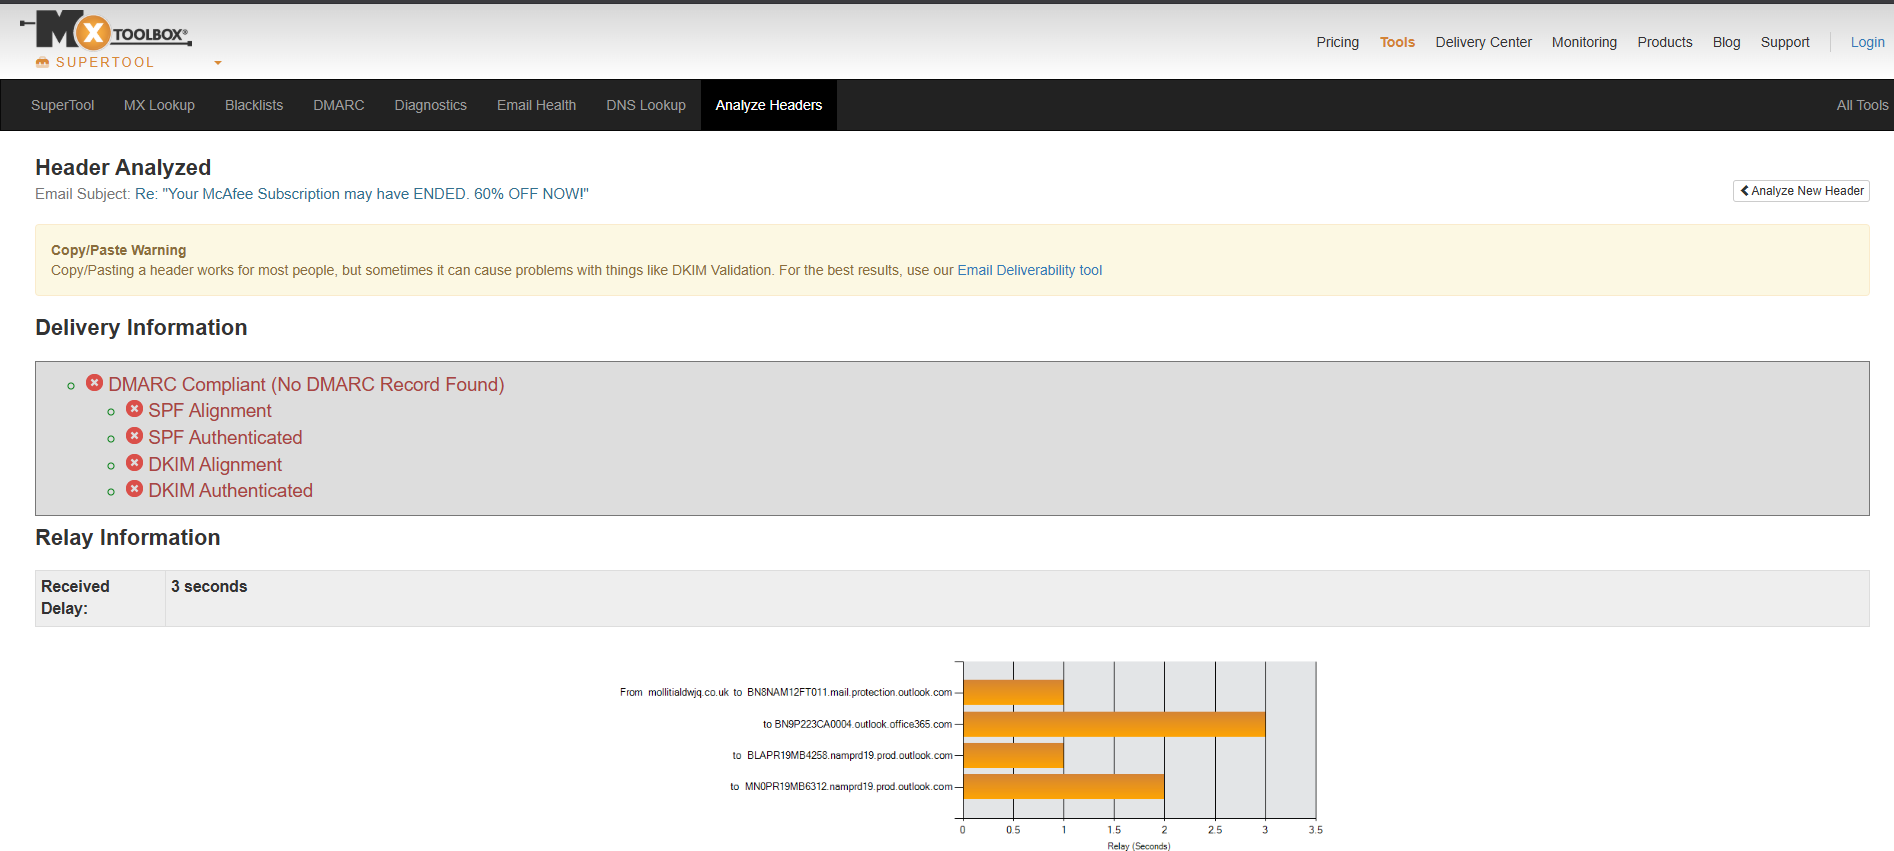 MX TOOLBOX®
SUPERTOOL
Pricing Tools Delivery Center Monitoring Products Blog Support Login
SuperTool MX Lookup Blacklists DMARC Diagnostics Email Health DNS Lookup Analyze Headers All Tools
Header Analyzed
Email Subject: Re: "Your McAfee Subscription may have ENDED. 60% OFF NOW!"
Analyze New Header
Copy/Paste Warning
Copy/Pasting a header works for most people, but sometimes it can cause problems with things like DKIM Validation. For the best results, use our Email Deliverability tool
Delivery Information
DMARC Compliant (No DMARC Record Found)
SPF Alignment
SPF Authenticated
DKIM Alignment
DKIM Authenticated
Relay Information
Received 3 seconds
Delay:
From mollitialdwjq.co.uk to BN8NAM12FT011.mail.protection.outlook.com
to BN9P223CA0004.outlook.office365.com
to BLAPR19MB4258.namprd19.prod.outlook.com
to MN0PR19MB6312.namprd19.prod.outlook.com
0 0.5 1 1.5 2 2.5 3 3.5
Relay (Seconds)